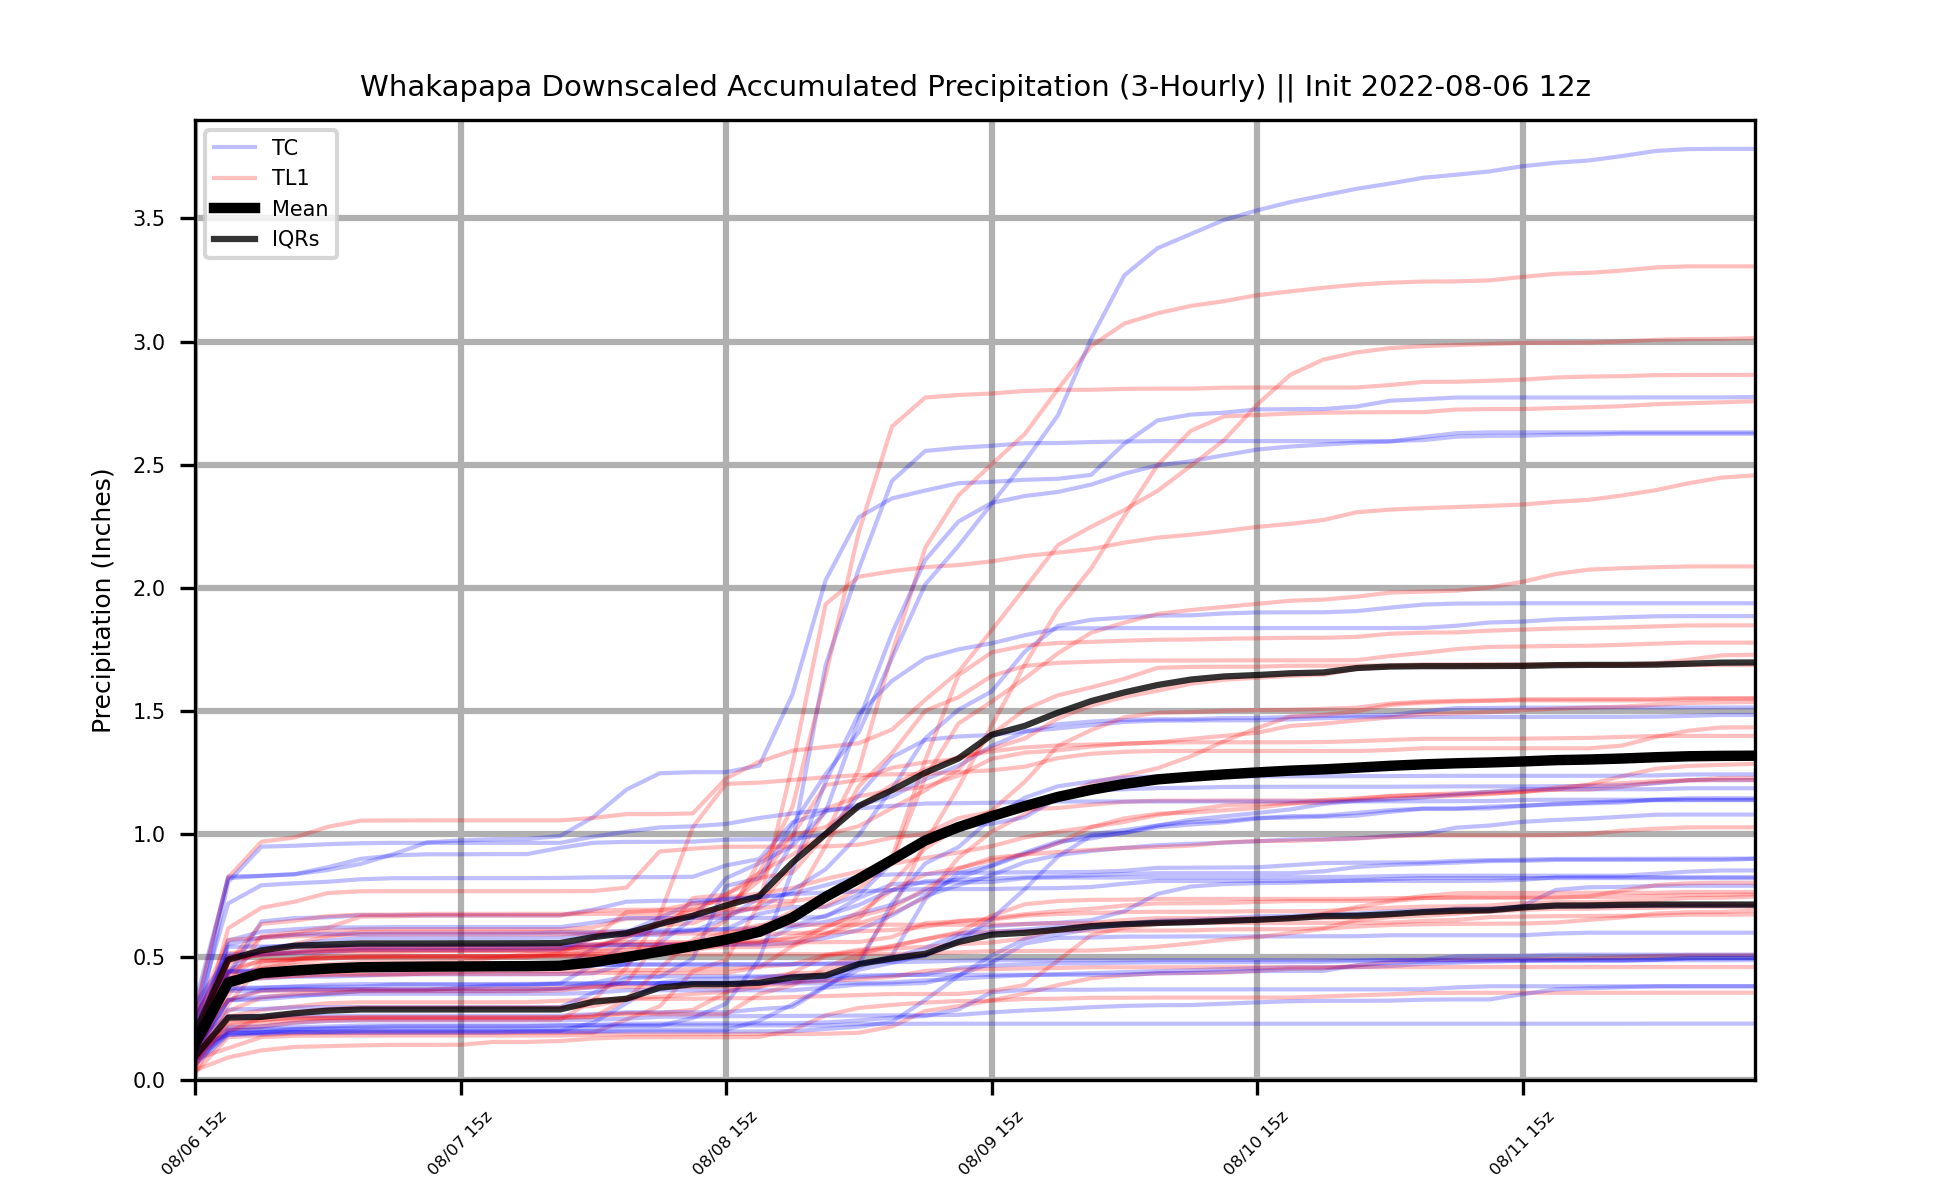 Whakapapa Downscaled Accumulated Precipitation (3-Hourly) || Init 2022-08-06 12z
TC
TL1
Mean
IQRs
Precipitation (Inches)
3.5
3.0
2.5
2.0
1.5
1.0
0.5
0.0
08/06 15z
08/07 15z
08/08 15z
08/09 15z
08/10 15z
08/11 15z